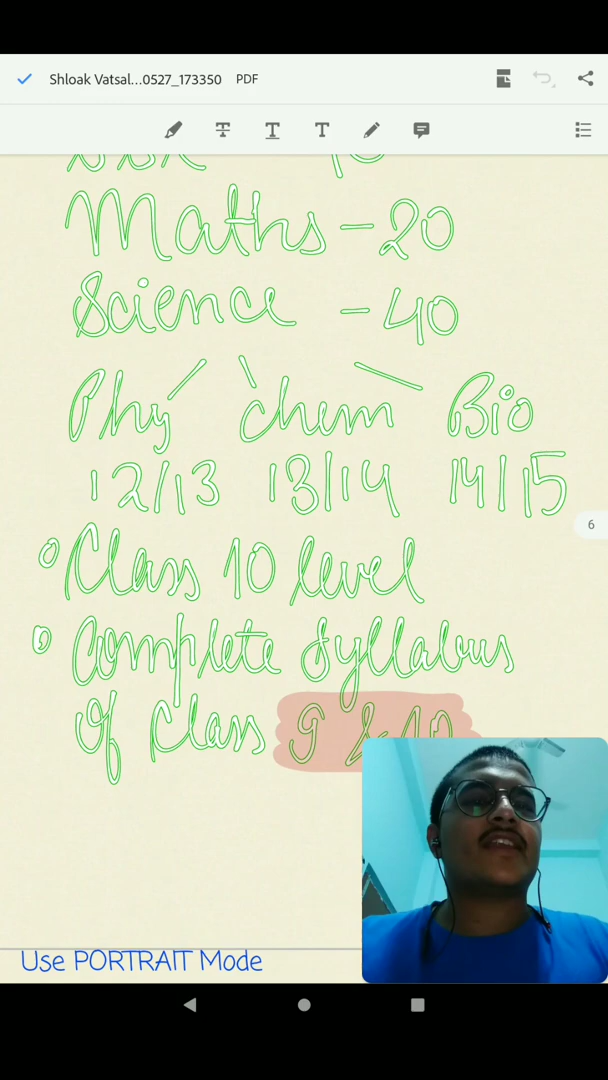 Shloak Vatsal...0527_173350 PDF
Maths - 20
Science - 40
Phy chem Bio
12/13 13/14 14/15
Class 10 level
6
Complete Syllabus
Of Class 9 & 10
Use PORTRAIT Mode